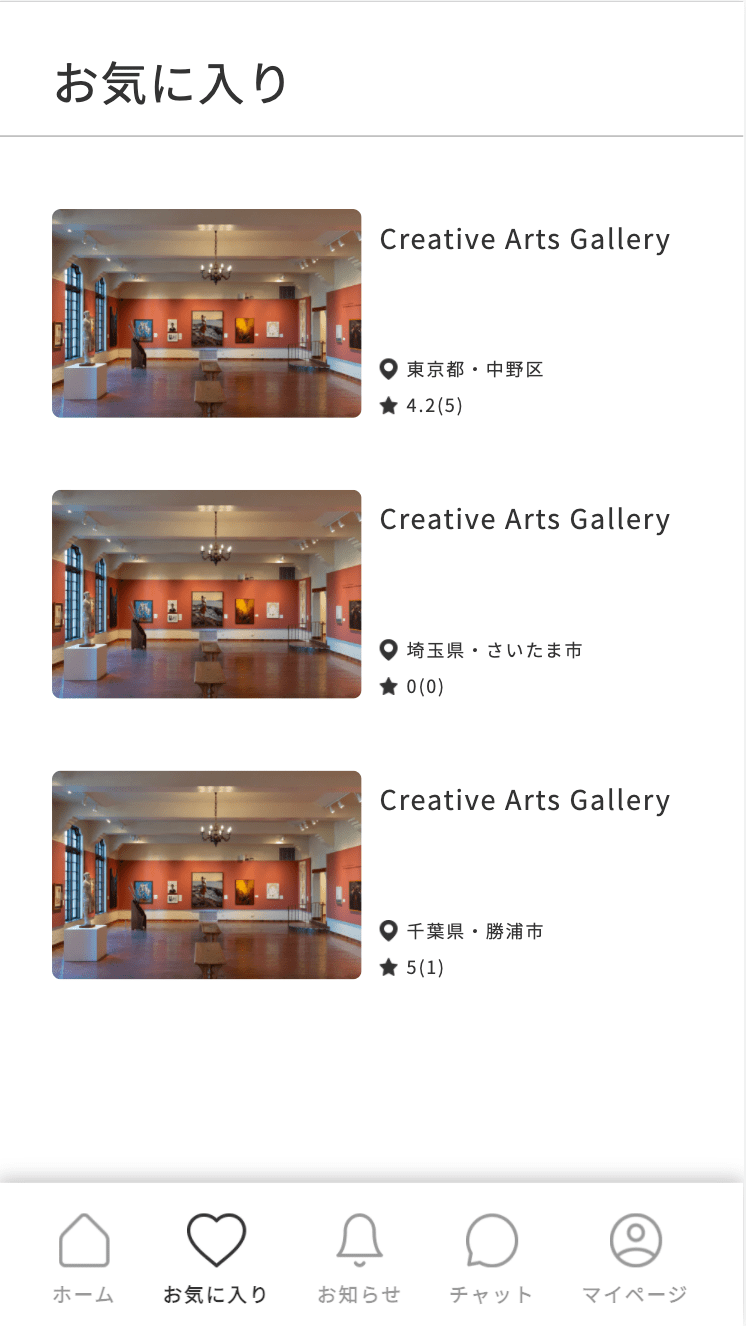 お気に入り
Creative Arts Gallery
東京都・中野区
4.2(5)
Creative Arts Gallery
埼玉県・さいたま市
0(0)
Creative Arts Gallery
千葉県・勝浦市
5(1)
ホーム
お気に入り
お知らせ
チャット
マイページ